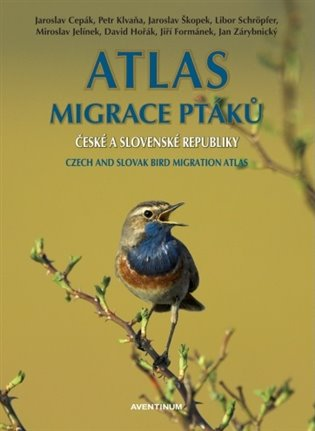 Jaroslav Cepák, Petr Klvaňa, Jaroslav Škopek, Libor Schröpfer,
Miroslav Jelínek, David Hořák, Jiří Formánek, Jan Zárybnický
ATLAS
MIGRACE PTÁKŮ
ČESKÉ A SLOVENSKÉ REPUBLIKY
CZECH AND SLOVAK BIRD MIGRATION ATLAS
AVENTINUM